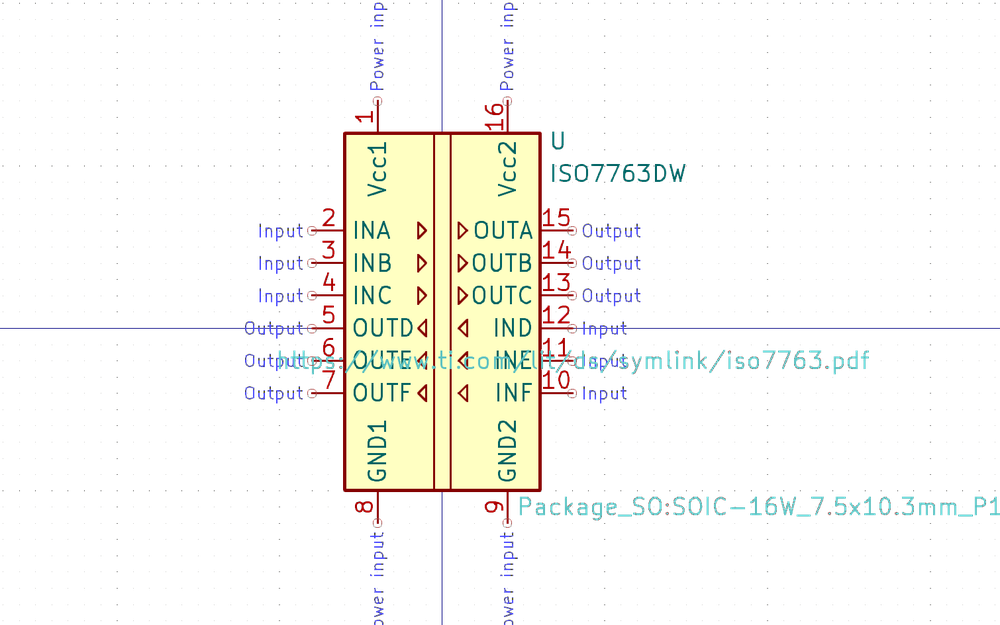 Power inp
Power inp
1
16
U
ISO7763DW
Vcc1
Vcc2
Input 2 INA OUTA 15 Output
Input 3 INB OUTB 14 Output
Input 4 INC OUTC 13 Output
Output 5 OUTD IND 12 Input
Output 6 OUTE INE 11 Input
https://www.ti.com/lit/ds/symlink/iso7763.pdf
Output 7 OUTF INF 10 Input
GND1
GND2
8
9
Package_SO:SOIC-16W_7.5x10.3mm_P1
ower input
ower input